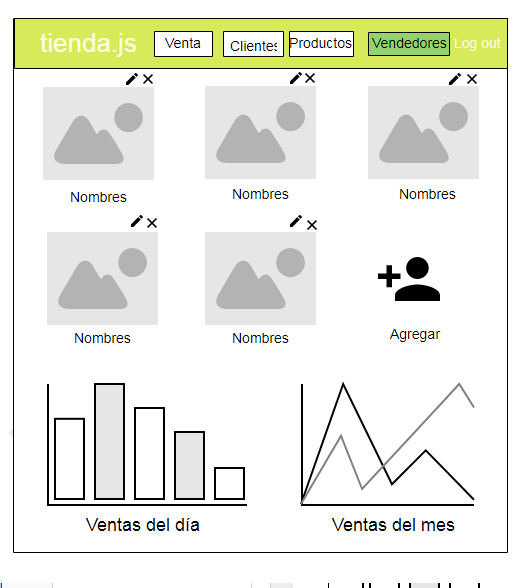 tienda.js Venta Clientes Productos Vendedores Log out
Nombres Nombres Nombres
Nombres Nombres Agregar
Ventas del día Ventas del mes